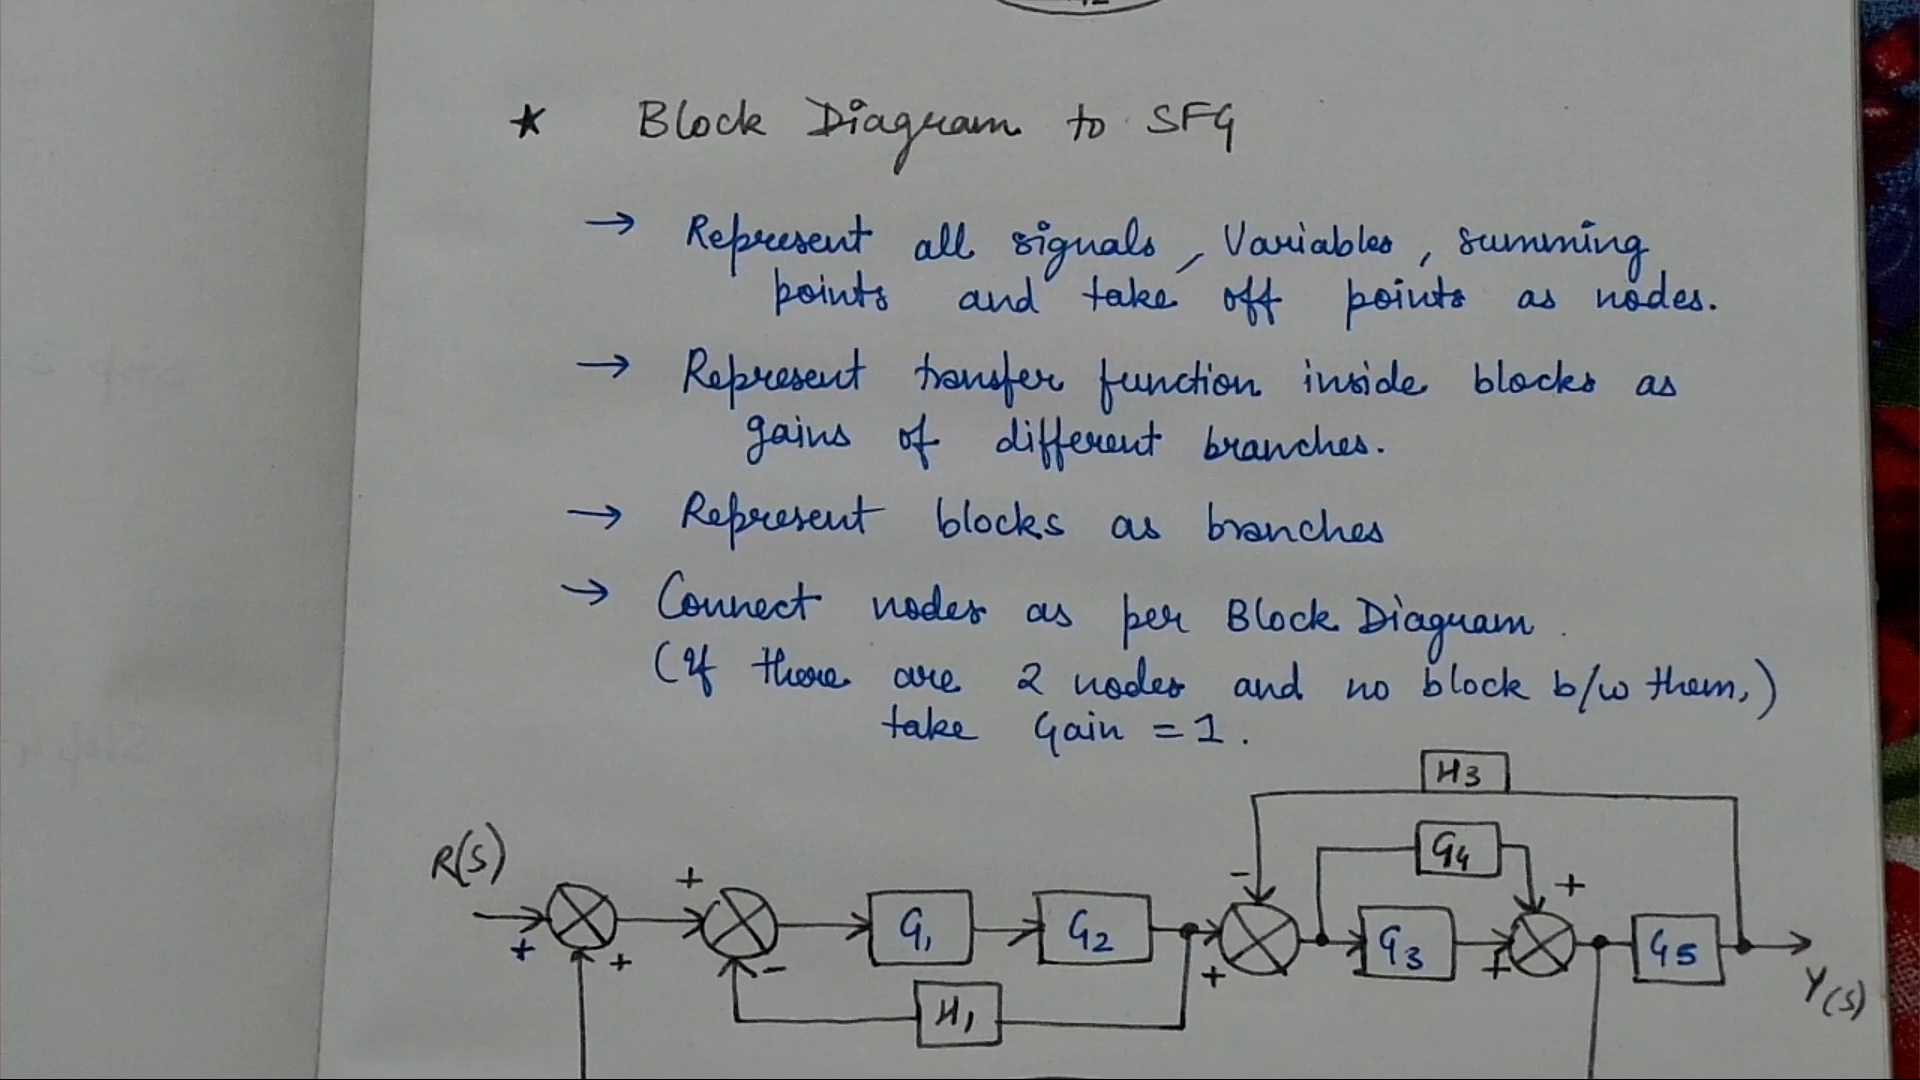 ★ Block Diagram to SFG
→ Represent all signals, Variables, summing
points and take off points as nodes.
→ Represent transfer function inside blocks as
gains of different branches.
→ Represent blocks as branches
→ Connect nodes as per Block Diagram.
(If there are 2 nodes and no block b/w them,)
take Gain = 1.
H3
R(S)
G4
+ - +
G1 G2 G3 G5
+ + - + +
Y(S)
H1